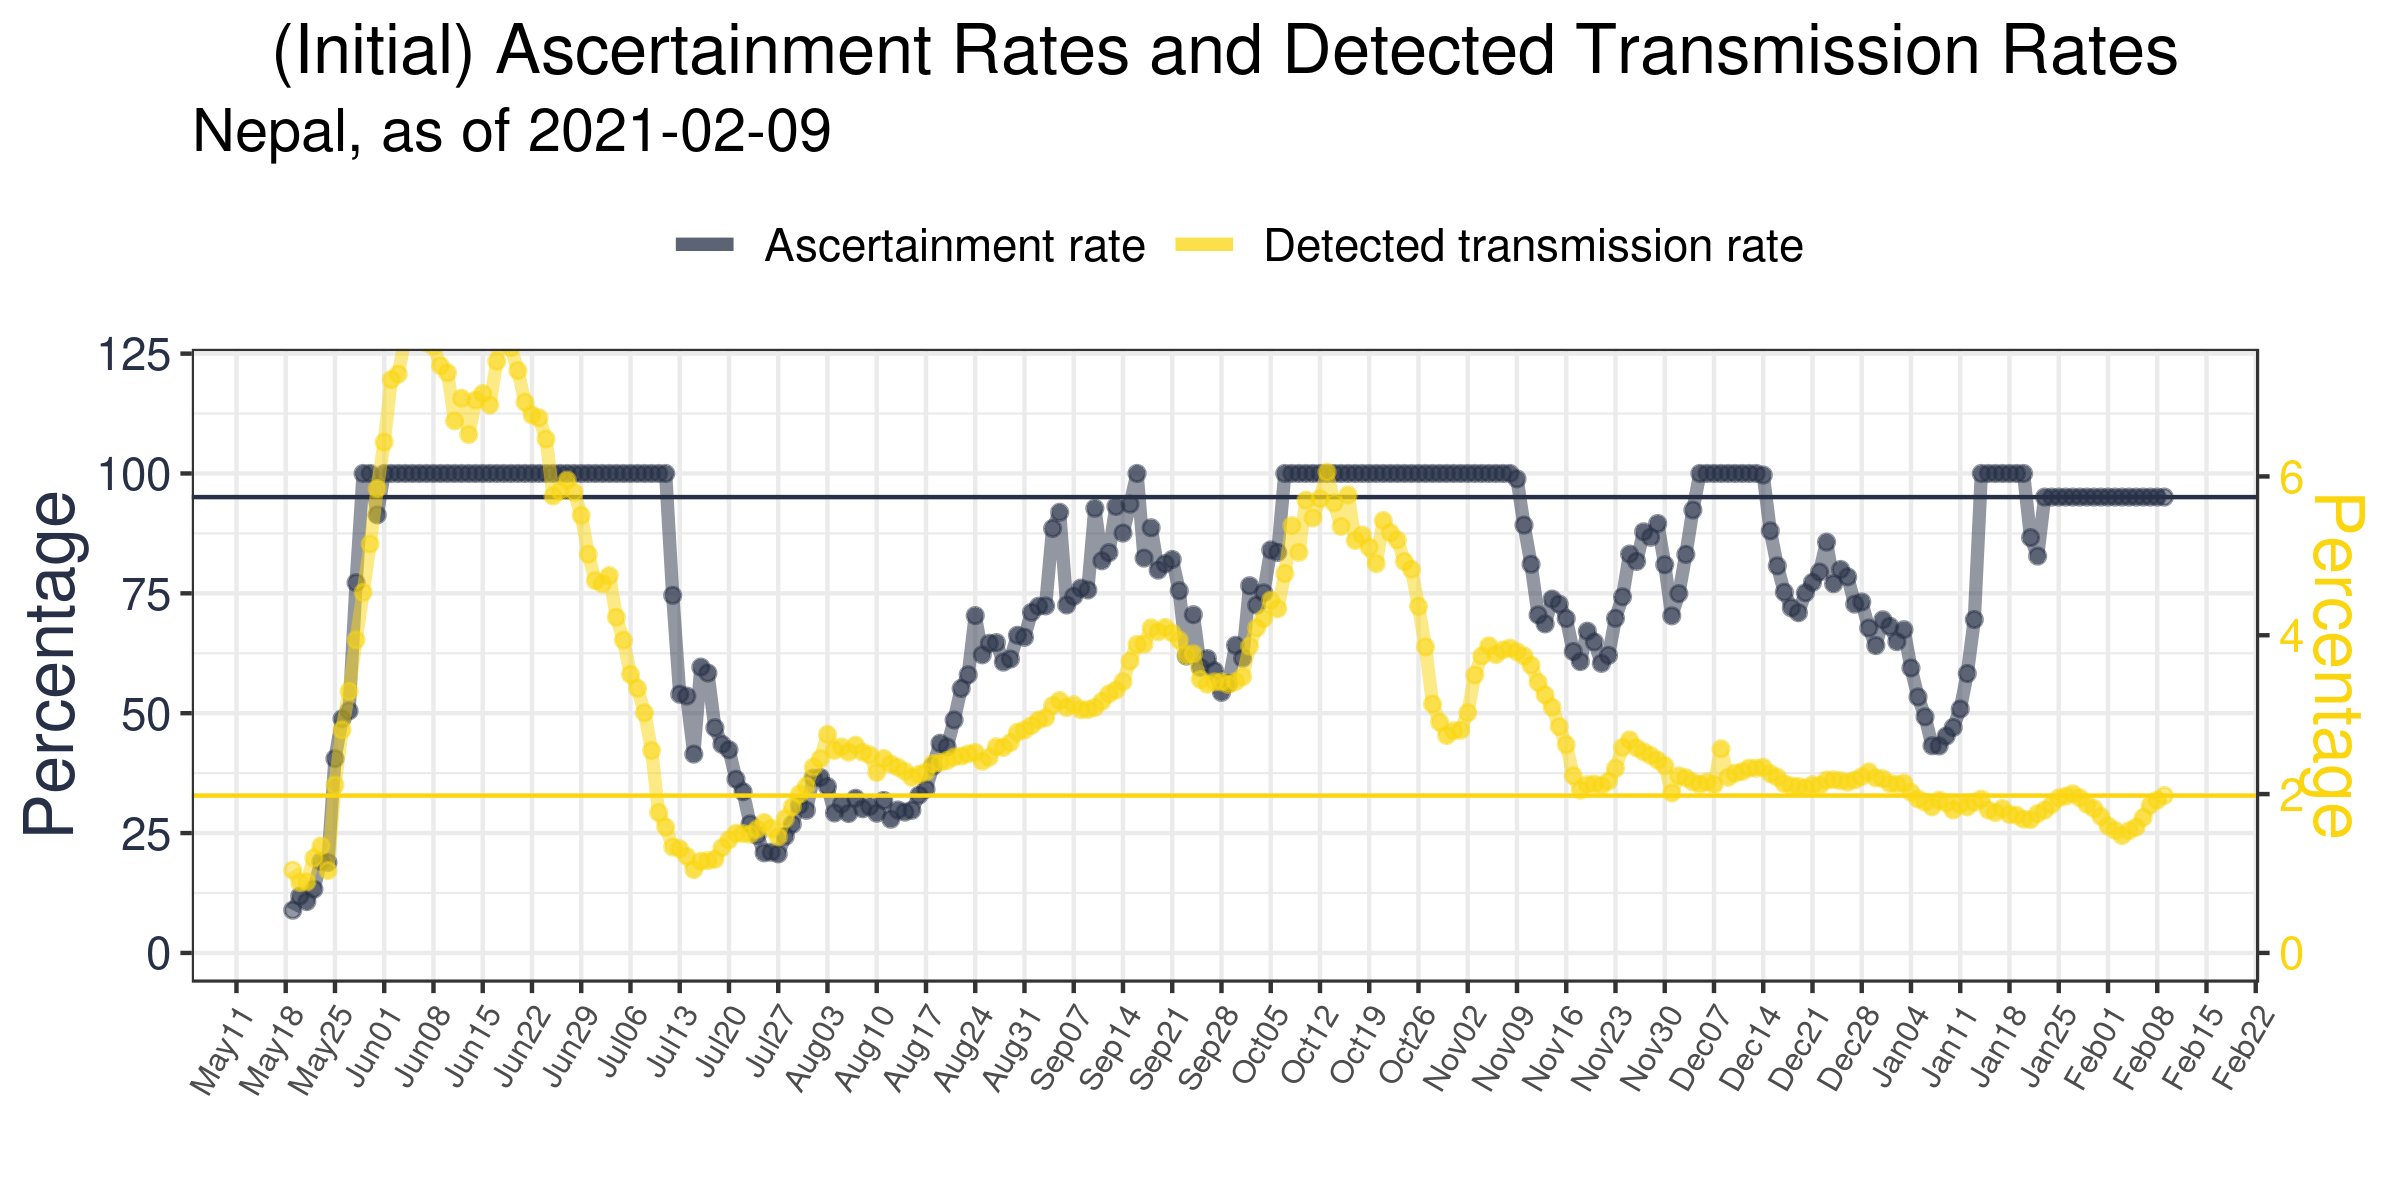 (Initial) Ascertainment Rates and Detected Transmission Rates
Nepal, as of 2021-02-09
Ascertainment rate
Detected transmission rate
Percentage
125
100
75
50
25
0
6
4
2
0
Percentage
May11
May18
May25
Jun01
Jun08
Jun15
Jun22
Jun29
Jul06
Jul13
Jul20
Jul27
Aug03
Aug10
Aug17
Aug24
Aug31
Sep07
Sep14
Sep21
Sep28
Oct05
Oct12
Oct19
Oct26
Nov02
Nov09
Nov16
Nov23
Nov30
Dec07
Dec14
Dec21
Dec28
Jan04
Jan11
Jan18
Jan25
Feb01
Feb08
Feb15
Feb22